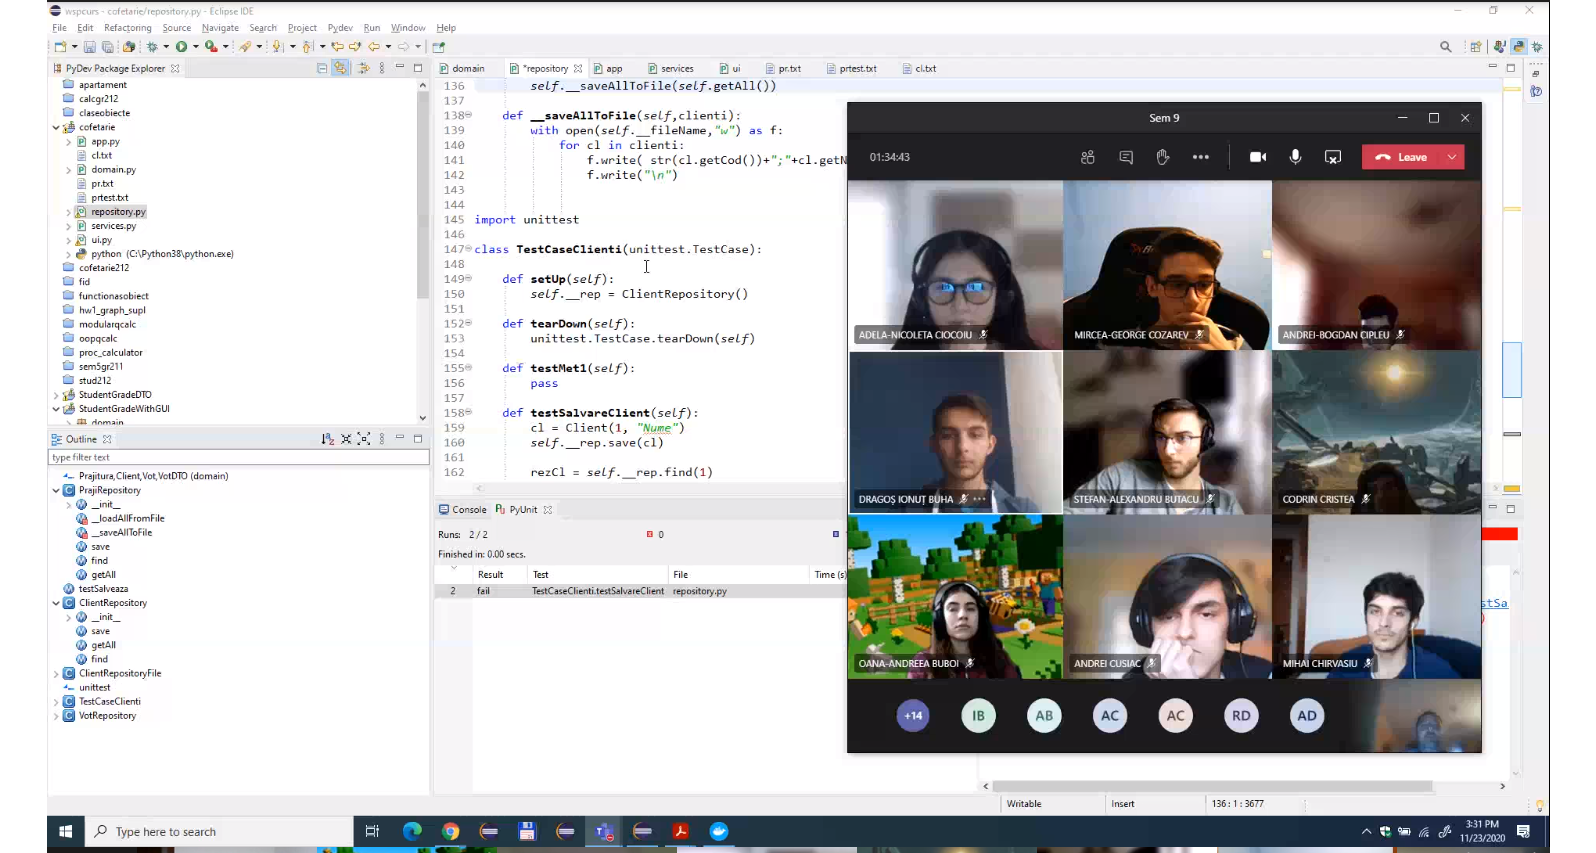 wspcurs - cofetarie/repository.py - Eclipse IDE
File Edit Refactoring Source Navigate Search Project Pydev Run Window Help
PyDev Package Explorer
apartament
calcgr212
claseobiecte
cofetarie
app.py
cl.txt
domain.py
pr.txt
prtest.txt
repository.py
services.py
ui.py
python (C:\Python38\python.exe)
cofetarie212
fid
functionasobiect
hw1_graph_supl
modularqcalc
oopqcalc
proc_calculator
sem5gr211
stud212
StudentGradeDTO
StudentGradeWithGUI
domain
Outline
type filter text
Prajitura,Client,Vot,VotDTO (domain)
PrajiRepository
__init__
__loadAllFromFile
__saveAllToFile
save
find
getAll
testSalveaza
ClientRepository
__init__
save
getAll
find
ClientRepositoryFile
unittest
TestCaseClienti
VotRepository
domain *repository app services ui pr.txt prtest.txt cl.txt
136 self.__saveAllToFile(self.getAll())
137
138 def __saveAllToFile(self,clienti):
139 with open(self.__fileName,"w") as f:
140 for cl in clienti:
141 f.write( str(cl.getCod())+";"+cl.getN
142 f.write("\n")
143
144
145 import unittest
146
147 class TestCaseClienti(unittest.TestCase):
148
149 def setUp(self):
150 self.__rep = ClientRepository()
151
152 def tearDown(self):
153 unittest.TestCase.tearDown(self)
154
155 def testMet1(self):
156 pass
157
158 def testSalvareClient(self):
159 cl = Client(1, "Nume")
160 self.__rep.save(cl)
161
162 rezCl = self.__rep.find(1)
Console PyUnit
Runs: 2 / 2 0
Finished in: 0.00 secs.
Result Test File Time (s)
2 fail TestCaseClienti.testSalvareClient repository.py
stSa
)
Sem 9
01:34:43 Leave
ADELA-NICOLETA CIOCOIU
MIRCEA-GEORGE COZAREV
ANDREI-BOGDAN CIPLEU
DRAGOȘ IONUȚ BUHA
STEFAN-ALEXANDRU BUTACU
CODRIN CRISTEA
OANA-ANDREEA BUBOI
ANDREI CUSIAC
MIHAI CHIRVASIU
+14 IB AB AC AC RD AD
Writable Insert 136 : 1 : 3677
Type here to search
3:31 PM
11/23/2020